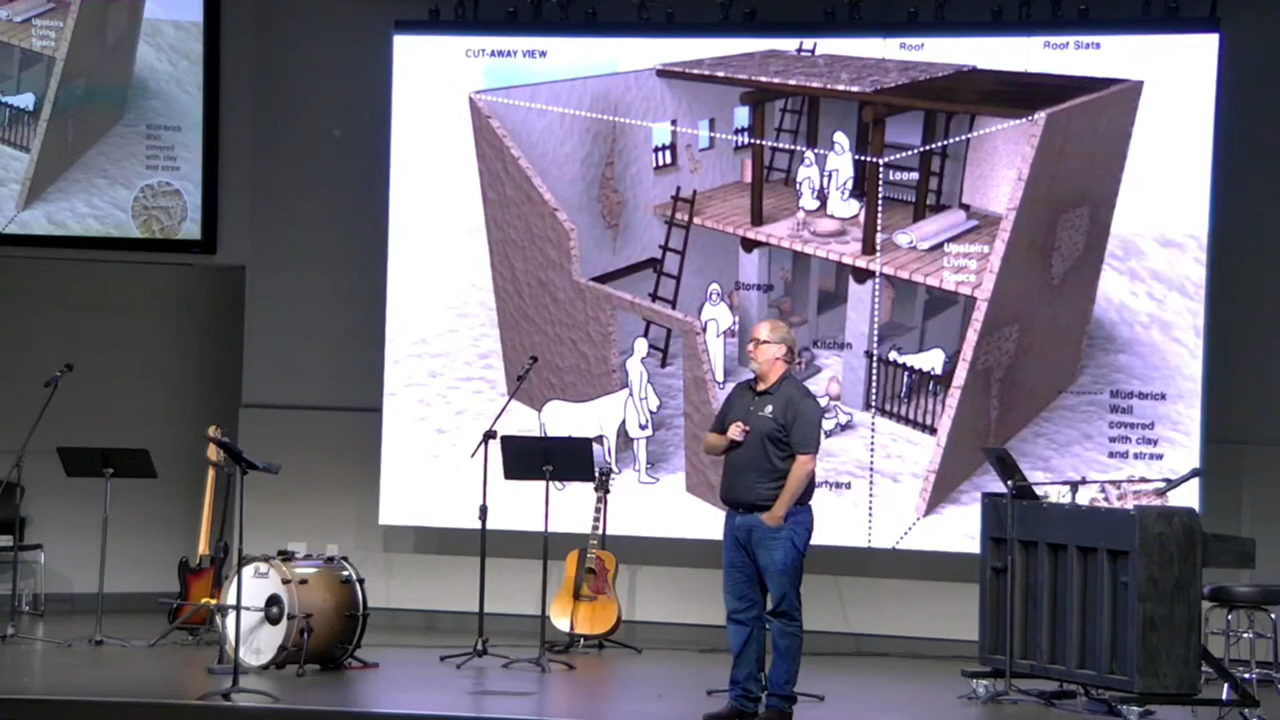 Upstairs
Living
Space
Mud-brick
Wall
covered
with clay
and straw
CUT-AWAY VIEW
Roof
Roof Slats
Loom
Upstairs
Living
Space
Storage
Kitchen
urtyard
Mud-brick
Wall
covered
with clay
and straw
Pearl